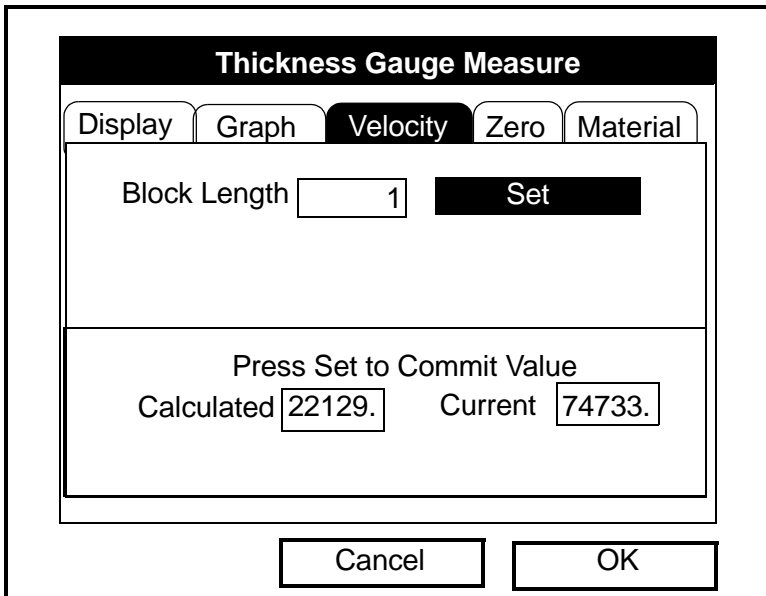 Thickness Gauge Measure
Display Graph Velocity Zero Material
Block Length 1 Set
Press Set to Commit Value
Calculated 22129. Current 74733.
Cancel OK